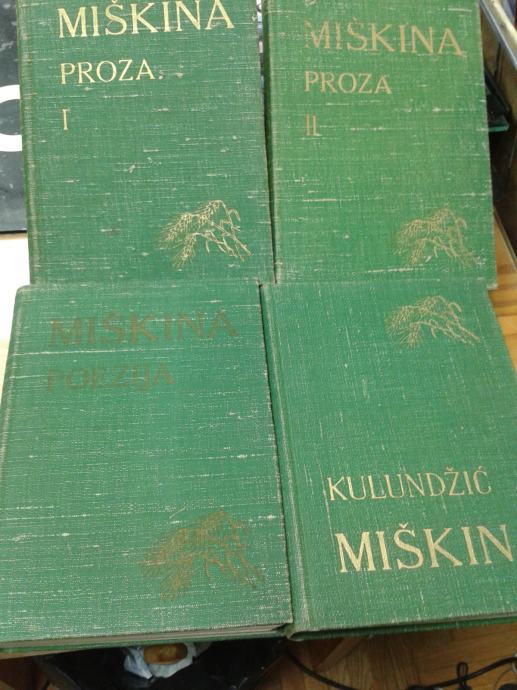 MIŠKINA
PROZA
I
MIŠKINA
PROZA
II
MIŠKINA
POEZIJA
KULUNDŽIĆ
MIŠKIN